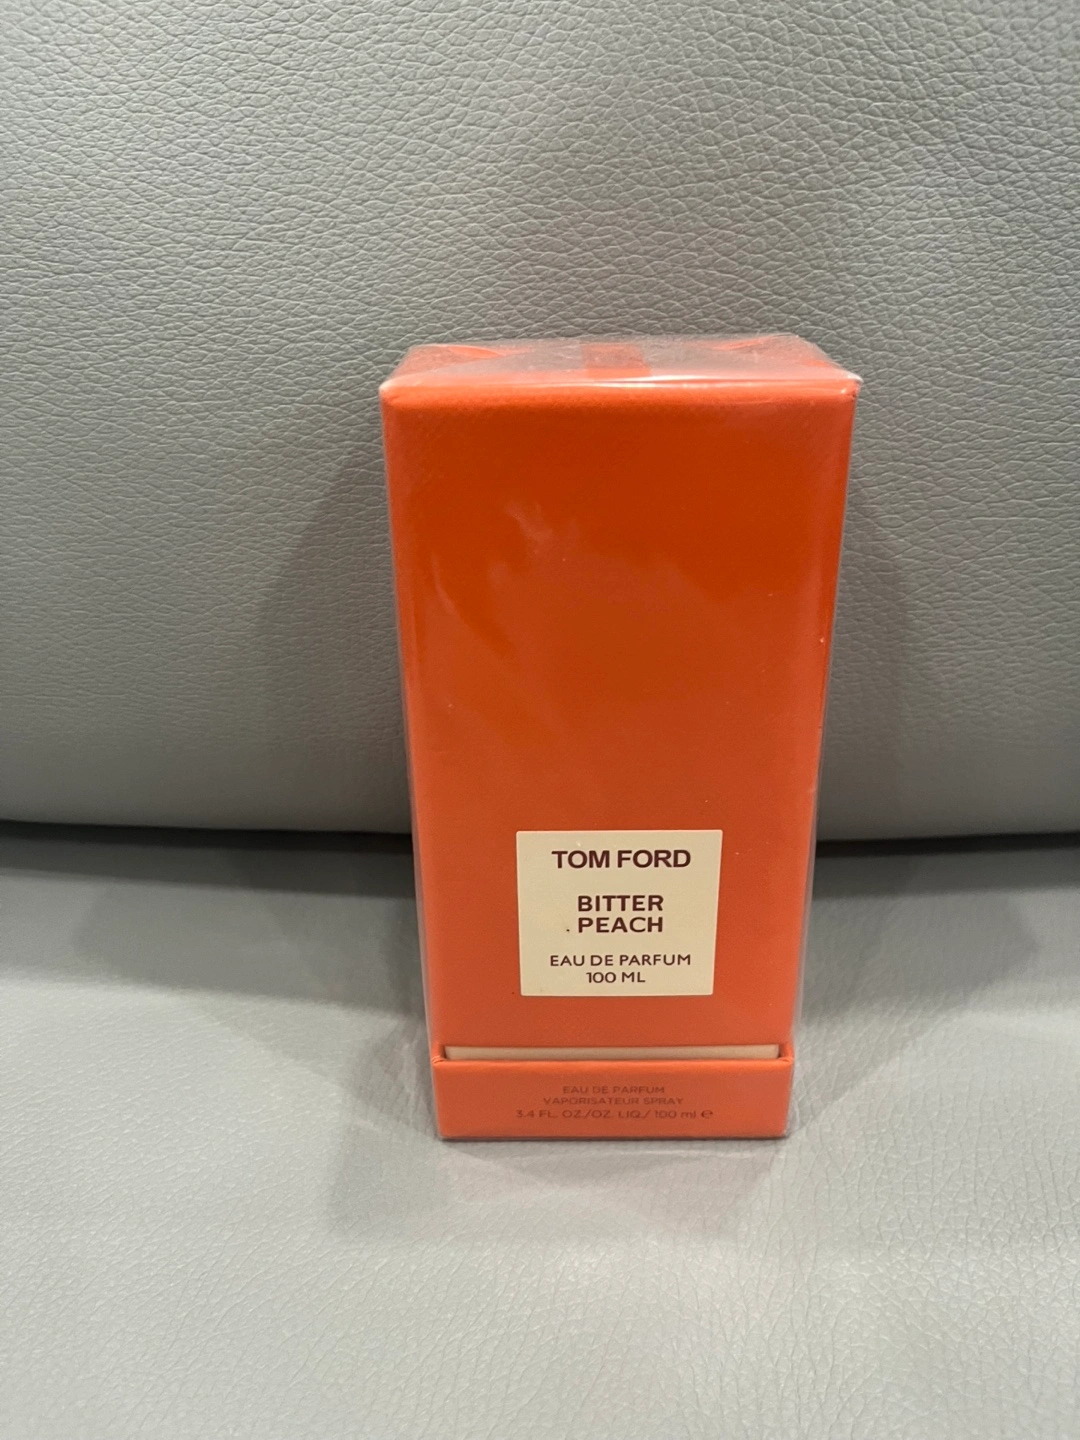 TOM FORD
BITTER
PEACH
EAU DE PARFUM
100 ML
EAU DE PARFUM
VAPORISATEUR SPRAY
3.4 FL. OZ./OZ. LIQ./ 100 ml ℮